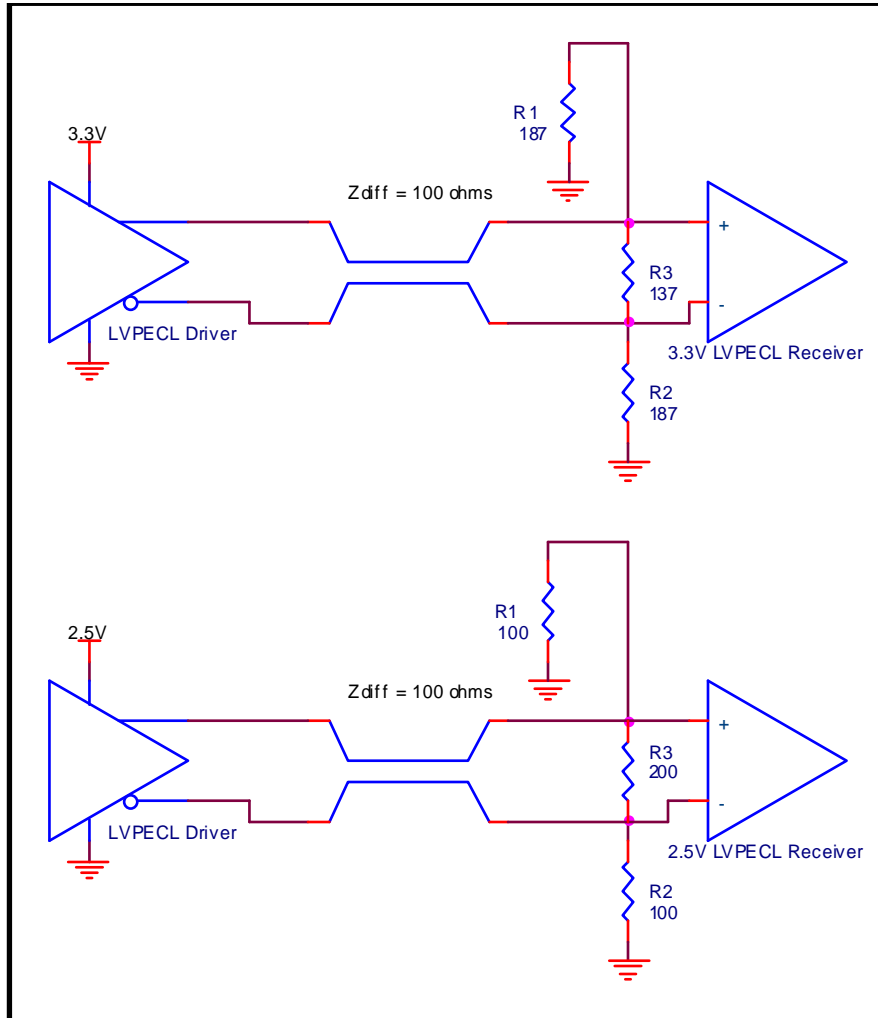 R1
187
3.3V
Zdiff = 100 ohms
+
R3
137
-
LVPECL Driver
3.3V LVPECL Receiver
R2
187
R1
100
2.5V
Zdiff = 100 ohms
+
R3
200
-
LVPECL Driver
2.5V LVPECL Receiver
R2
100